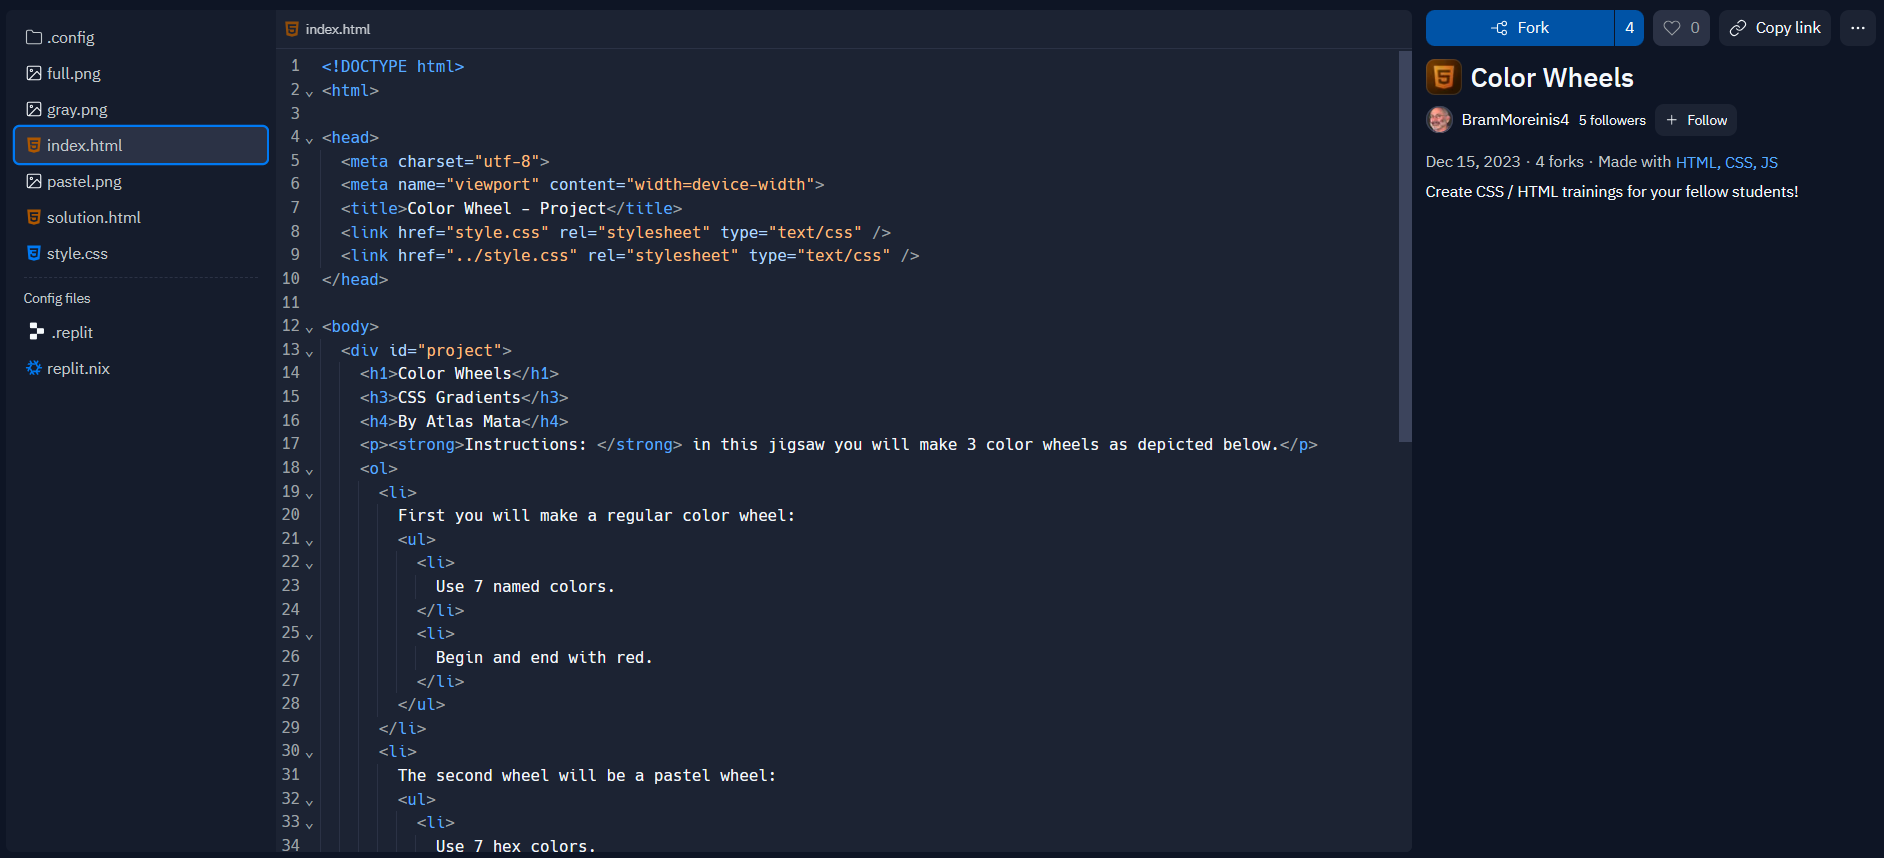 .config
full.png
gray.png
index.html
pastel.png
solution.html
style.css
Config files
.replit
replit.nix
index.html
1 <!DOCTYPE html>
2 <html>
3
4 <head>
5 <meta charset="utf-8">
6 <meta name="viewport" content="width=device-width">
7 <title>Color Wheel - Project</title>
8 <link href="style.css" rel="stylesheet" type="text/css" />
9 <link href="../style.css" rel="stylesheet" type="text/css" />
10 </head>
11
12 <body>
13 <div id="project">
14 <h1>Color Wheels</h1>
15 <h3>CSS Gradients</h3>
16 <h4>By Atlas Mata</h4>
17 <p><strong>Instructions: </strong> in this jigsaw you will make 3 color wheels as depicted below.</p>
18 <ol>
19 <li>
20 First you will make a regular color wheel:
21 <ul>
22 <li>
23 Use 7 named colors.
24 </li>
25 <li>
26 Begin and end with red.
27 </li>
28 </ul>
29 </li>
30 <li>
31 The second wheel will be a pastel wheel:
32 <ul>
33 <li>
34 Use 7 hex colors.
Fork 4 0 Copy link
Color Wheels
BramMoreinis4 5 followers + Follow
Dec 15, 2023 · 4 forks · Made with HTML, CSS, JS
Create CSS / HTML trainings for your fellow students!